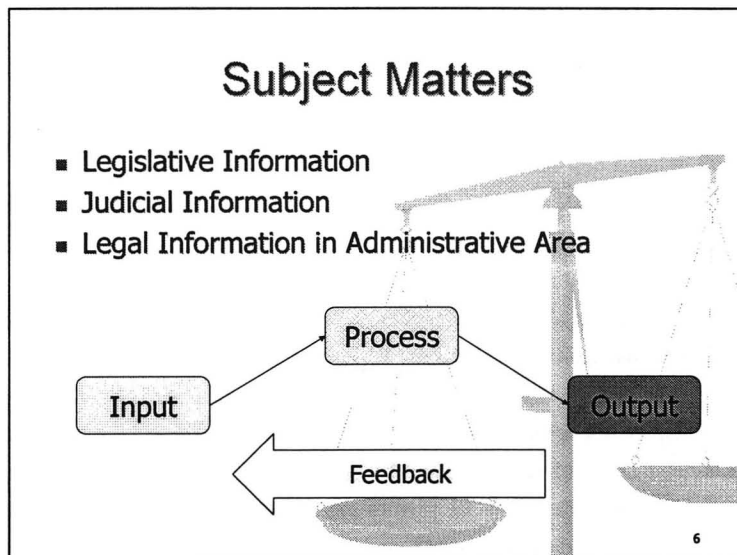 Subject Matters
■ Legislative Information
■ Judicial Information
■ Legal Information in Administrative Area
Process
Input
Output
Feedback
6